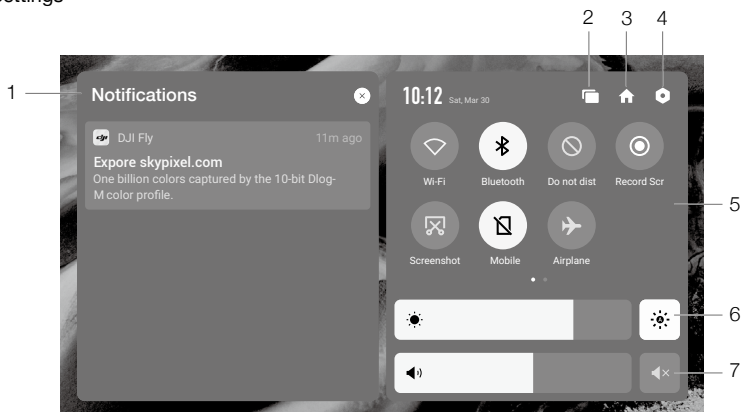 settings
2 3 4
1
Notifications
10:12 Sat, Mar 30
DJI Fly 11m ago
Expore skypixel.com
One billion colors captured by the 10-bit Dlog-
M color profile.
Wi-Fi Bluetooth Do not dist Record Scr
5
Screenshot Mobile Airplane
6
7